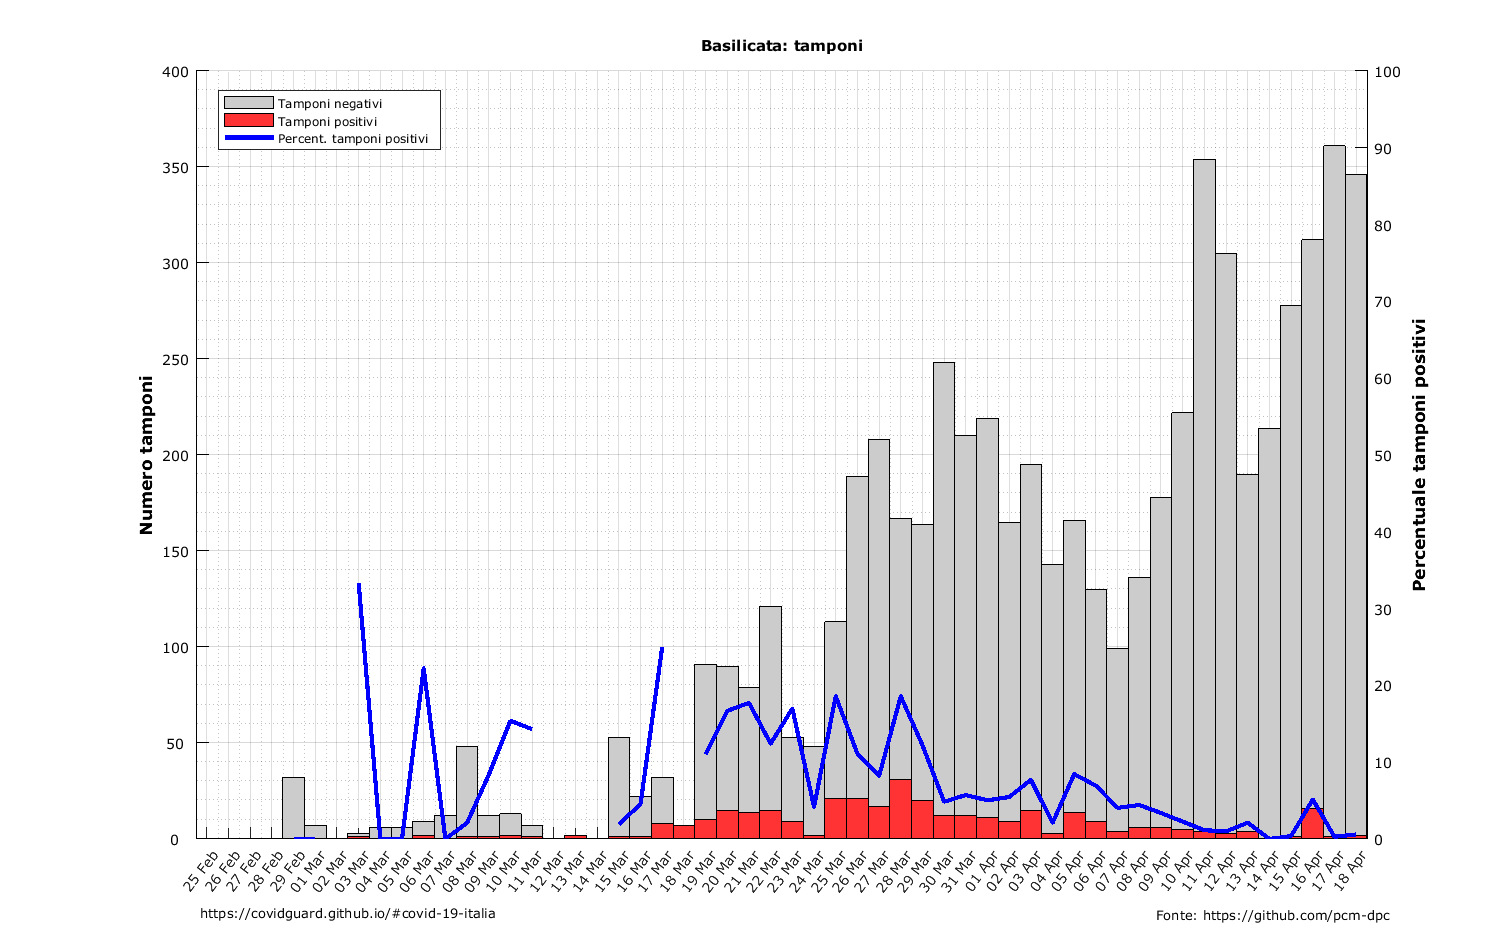 Basilicata: tamponi
Tamponi negativi
Tamponi positivi
Percent. tamponi positivi
Numero tamponi
400
350
300
250
200
150
100
50
0
Percentuale tamponi positivi
100
90
80
70
60
50
40
30
20
10
0
25 Feb
26 Feb
27 Feb
28 Feb
29 Feb
01 Mar
02 Mar
03 Mar
04 Mar
05 Mar
06 Mar
07 Mar
08 Mar
09 Mar
10 Mar
11 Mar
12 Mar
13 Mar
14 Mar
15 Mar
16 Mar
17 Mar
18 Mar
19 Mar
20 Mar
21 Mar
22 Mar
23 Mar
24 Mar
25 Mar
26 Mar
27 Mar
28 Mar
29 Mar
30 Mar
31 Mar
01 Apr
02 Apr
03 Apr
04 Apr
05 Apr
06 Apr
07 Apr
08 Apr
09 Apr
10 Apr
11 Apr
12 Apr
13 Apr
14 Apr
15 Apr
16 Apr
17 Apr
18 Apr
https://covidguard.github.io/#covid-19-italia
Fonte: https://github.com/pcm-dpc